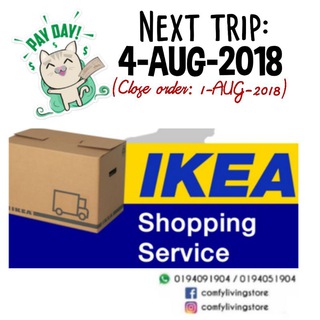 PAY DAY!
NEXT TRIP:
4-AUG-2018
(Close order: 1-AUG-2018)
IKEA
Shopping
Service
0194091904 / 0194051904
comfylivingstore
comfylivingstore